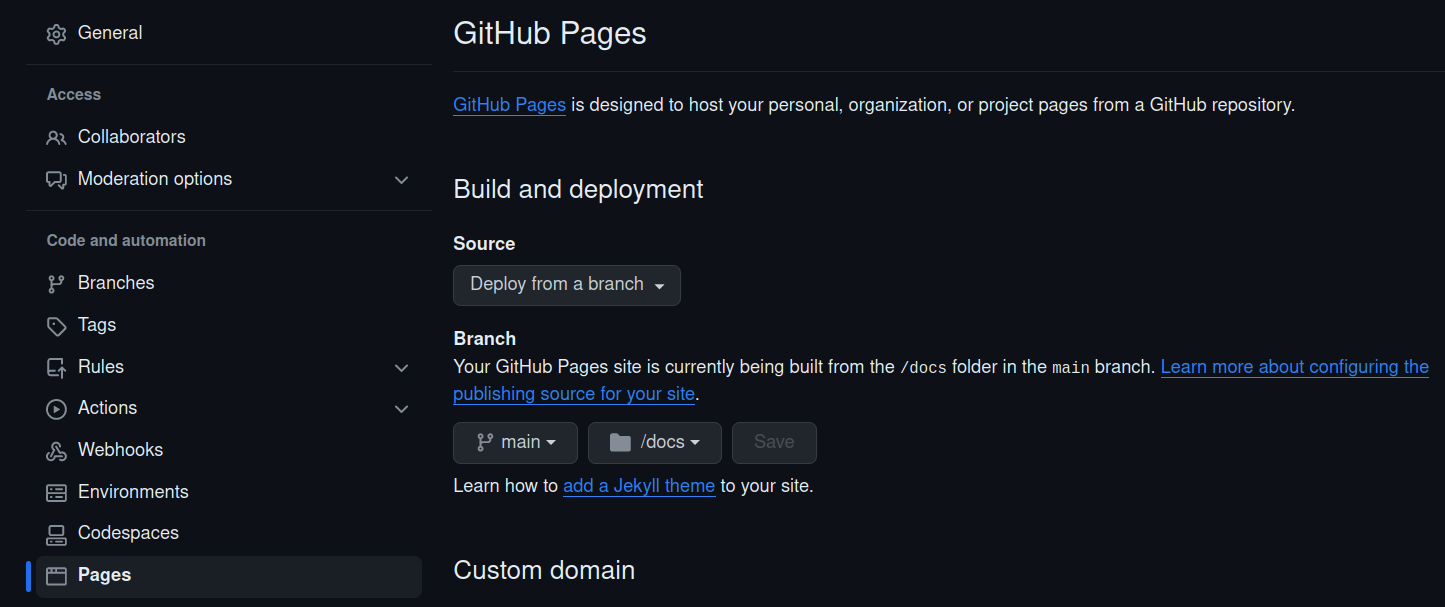 General
Access
Collaborators
Moderation options
Code and automation
Branches
Tags
Rules
Actions
Webhooks
Environments
Codespaces
Pages
GitHub Pages
GitHub Pages is designed to host your personal, organization, or project pages from a GitHub repository.
Build and deployment
Source
Deploy from a branch
Branch
Your GitHub Pages site is currently being built from the /docs folder in the main branch. Learn more about configuring the
publishing source for your site.
main /docs Save
Learn how to add a Jekyll theme to your site.
Custom domain